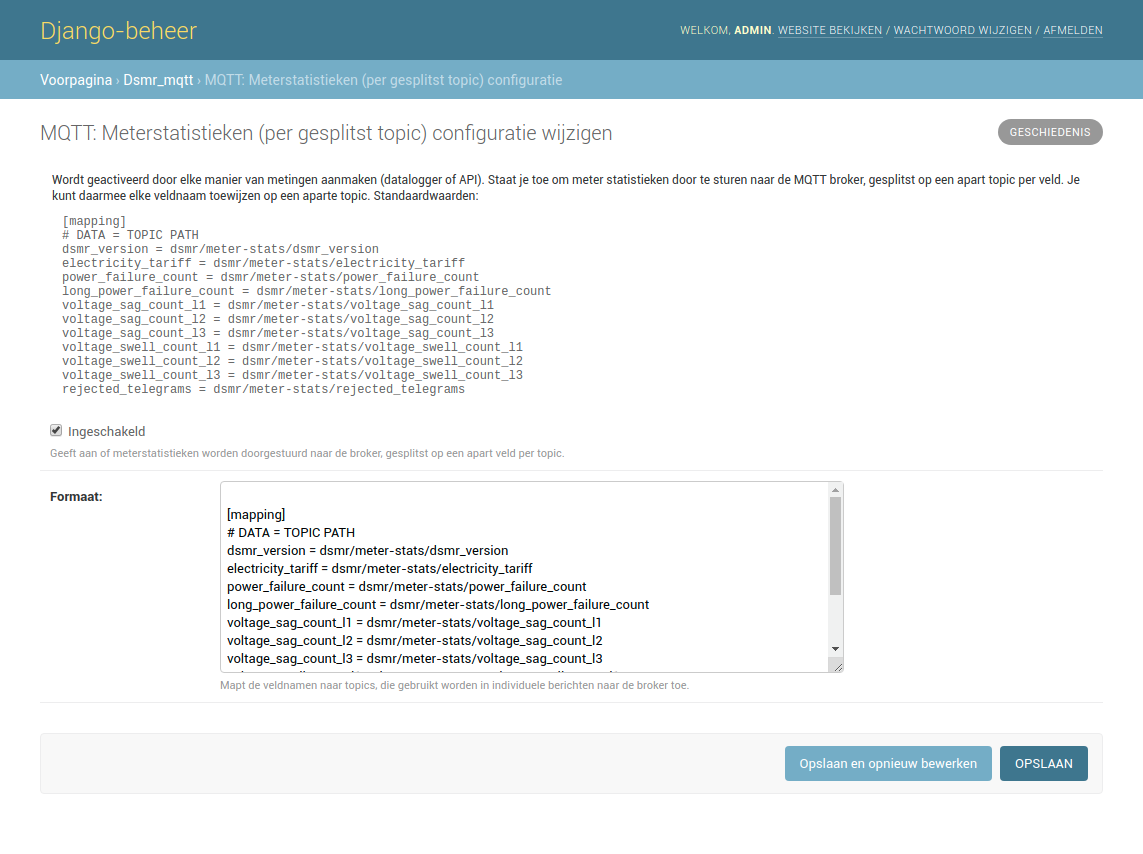 Django-beheer
WELKOM, ADMIN. WEBSITE BEKIJKEN / WACHTWOORD WIJZIGEN / AFMELDEN
Voorpagina › Dsmr_mqtt › MQTT: Meterstatistieken (per gesplitst topic) configuratie
MQTT: Meterstatistieken (per gesplitst topic) configuratie wijzigen
GESCHIEDENIS
Wordt geactiveerd door elke manier van metingen aanmaken (datalogger of API). Staat je toe om meter statistieken door te sturen naar de MQTT broker, gesplitst op een apart topic per veld. Je
kunt daarmee elke veldnaam toewijzen op een aparte topic. Standaardwaarden:
[mapping]
# DATA = TOPIC PATH
dsmr_version = dsmr/meter-stats/dsmr_version
electricity_tariff = dsmr/meter-stats/electricity_tariff
power_failure_count = dsmr/meter-stats/power_failure_count
long_power_failure_count = dsmr/meter-stats/long_power_failure_count
voltage_sag_count_l1 = dsmr/meter-stats/voltage_sag_count_l1
voltage_sag_count_l2 = dsmr/meter-stats/voltage_sag_count_l2
voltage_sag_count_l3 = dsmr/meter-stats/voltage_sag_count_l3
voltage_swell_count_l1 = dsmr/meter-stats/voltage_swell_count_l1
voltage_swell_count_l2 = dsmr/meter-stats/voltage_swell_count_l2
voltage_swell_count_l3 = dsmr/meter-stats/voltage_swell_count_l3
rejected_telegrams = dsmr/meter-stats/rejected_telegrams
Ingeschakeld
Geeft aan of meterstatistieken worden doorgestuurd naar de broker, gesplitst op een apart veld per topic.
Formaat:
[mapping]
# DATA = TOPIC PATH
dsmr_version = dsmr/meter-stats/dsmr_version
electricity_tariff = dsmr/meter-stats/electricity_tariff
power_failure_count = dsmr/meter-stats/power_failure_count
long_power_failure_count = dsmr/meter-stats/long_power_failure_count
voltage_sag_count_l1 = dsmr/meter-stats/voltage_sag_count_l1
voltage_sag_count_l2 = dsmr/meter-stats/voltage_sag_count_l2
voltage_sag_count_l3 = dsmr/meter-stats/voltage_sag_count_l3
Mapt de veldnamen naar topics, die gebruikt worden in individuele berichten naar de broker toe.
Opslaan en opnieuw bewerken
OPSLAAN